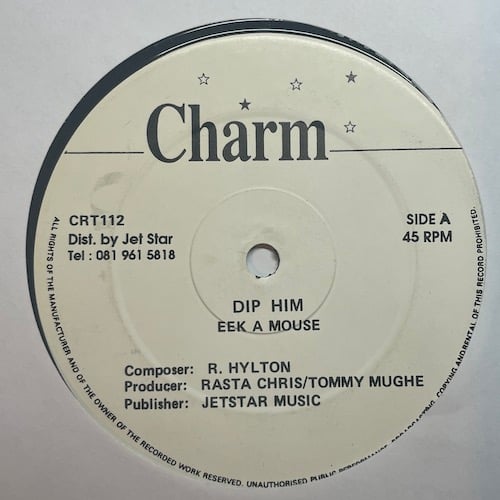 Charm
CRT112
Dist. by Jet Star
Tel : 081 961 5818
SIDE A
45 RPM
DIP HIM
EEK A MOUSE
Composer: R. HYLTON
Producer: RASTA CHRIS/TOMMY MUGHE
Publisher: JETSTAR MUSIC
ALL RIGHTS OF THE MANUFACTURER AND OF THE OWNER OF THE RECORDED WORK RESERVED. UNAUTHORISED PUBLIC PERFORMANCE, BROADCASTING, COPYING AND RENTAL OF THIS RECORD PROHIBITED.